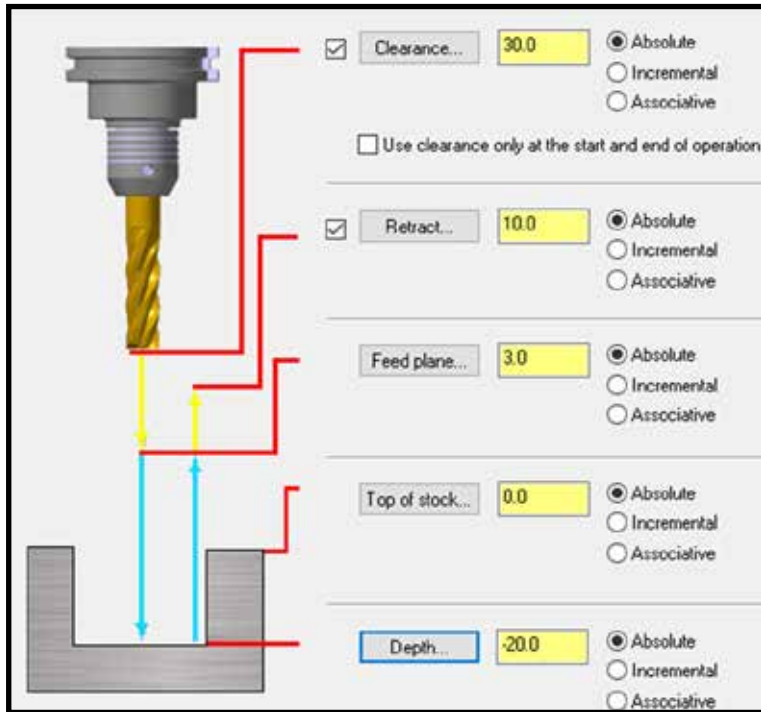 Clearance... 30.0 Absolute
Incremental
Associative
Use clearance only at the start and end of operation
Retract... 10.0 Absolute
Incremental
Associative
Feed plane... 3.0 Absolute
Incremental
Associative
Top of stock... 0.0 Absolute
Incremental
Associative
Depth... -20.0 Absolute
Incremental
Associative